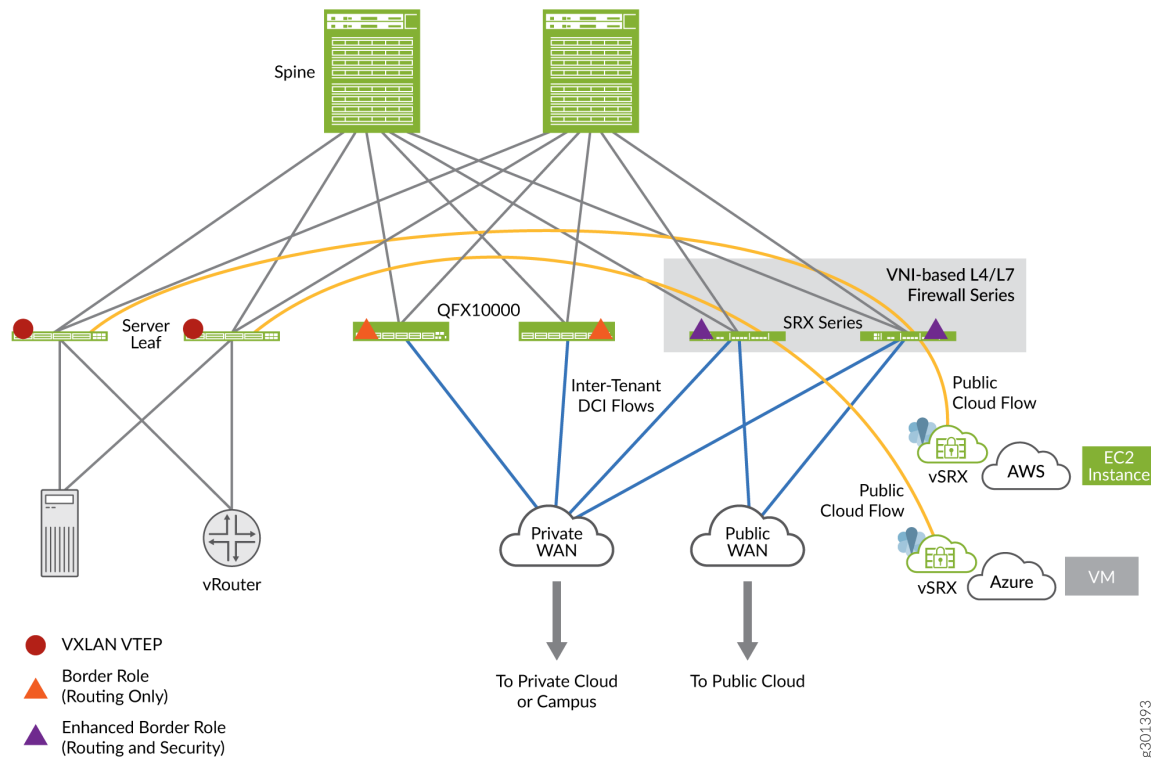 Spine
VNI-based L4/L7
Firewall Series
QFX10000
SRX Series
Server
Leaf
Inter-Tenant
DCI Flows
Public
Cloud Flow
vSRX
AWS
EC2
Instance
Public
Cloud Flow
Private
WAN
Public
WAN
vSRX
Azure
VM
vRouter
VXLAN VTEP
Border Role
(Routing Only)
Enhanced Border Role
(Routing and Security)
To Private Cloud
or Campus
To Public Cloud
g301393